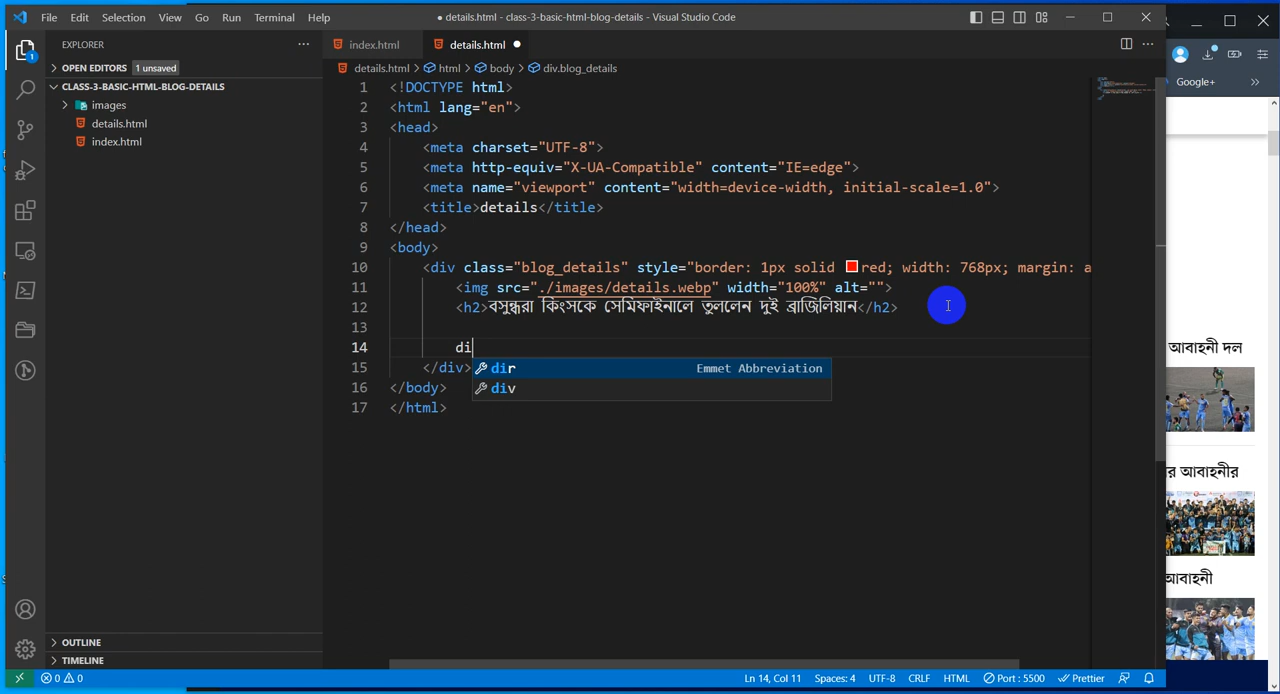 File Edit Selection View Go Run Terminal Help ● details.html - class-3-basic-html-blog-details - Visual Studio Code
EXPLORER ···
index.html details.html
Google+
OPEN EDITORS 1 unsaved
details.html > html > body > div.blog_details
CLASS-3-BASIC-HTML-BLOG-DETAILS
images
details.html
index.html
1 <!DOCTYPE html>
2 <html lang="en">
3 <head>
4 <meta charset="UTF-8">
5 <meta http-equiv="X-UA-Compatible" content="IE=edge">
6 <meta name="viewport" content="width=device-width, initial-scale=1.0">
7 <title>details</title>
8 </head>
9 <body>
10 <div class="blog_details" style="border: 1px solid red; width: 768px; margin: a
11 <img src="./images/details.webp" width="100%" alt="">
12 <h2>বসুন্ধরা কিংসকে সেমিফাইনালে তুললেন দুই ব্রাজিলিয়ান</h2>
13
14 di
dir Emmet Abbreviation
div
15 </div>
16 </body>
17 </html>
আবাহনী দল
র আবাহনীর
আবাহনী
OUTLINE
TIMELINE
0 0 Ln 14, Col 11 Spaces: 4 UTF-8 CRLF HTML Port : 5500 Prettier